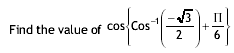 Find the value of cos{Cos⁻¹(-√3/2)+∏/6}